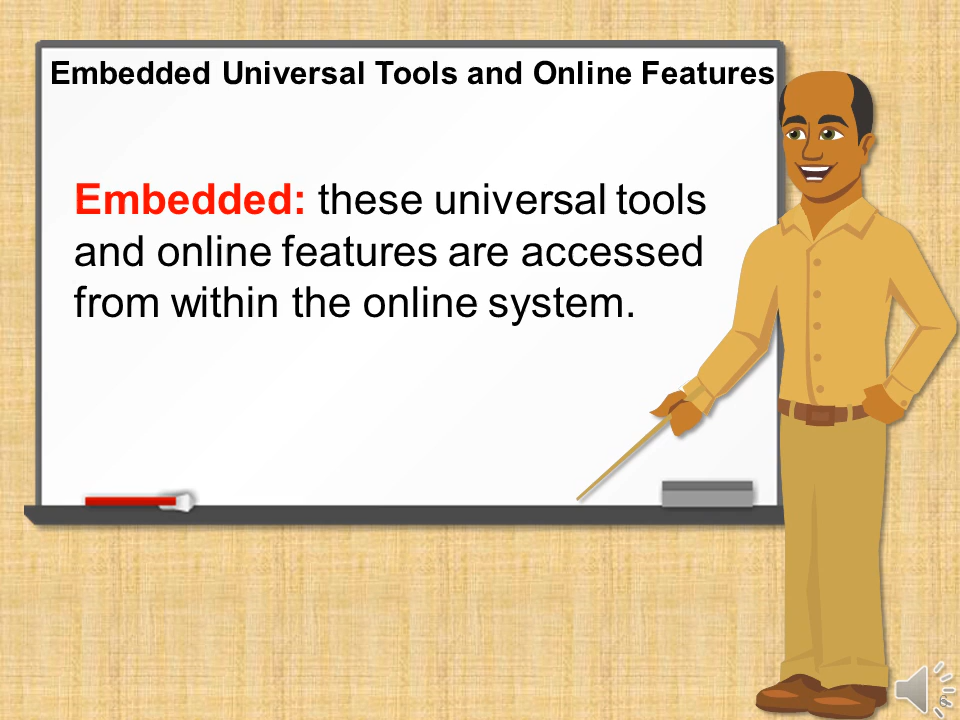 Embedded Universal Tools and Online Features
Embedded: these universal tools
and online features are accessed
from within the online system.